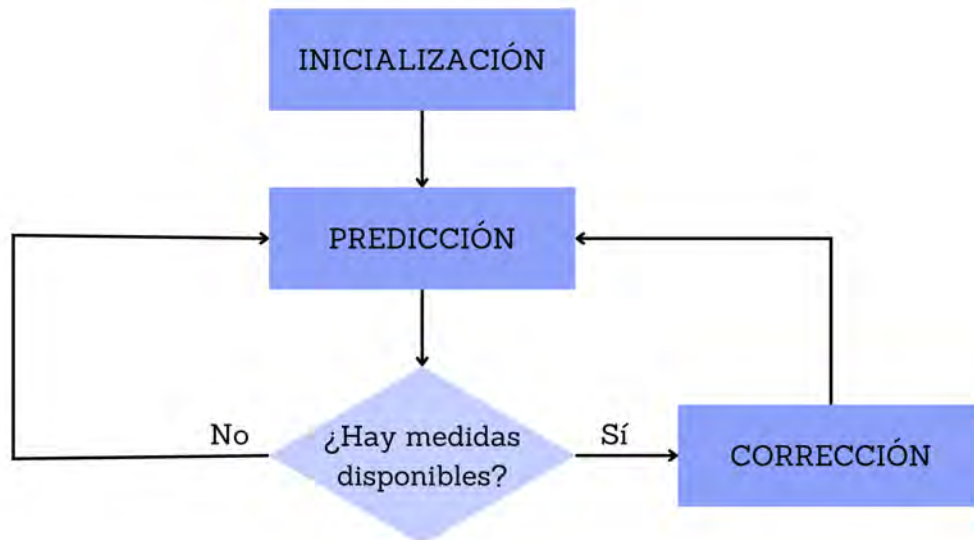 INICIALIZACIÓN
PREDICCIÓN
No
¿Hay medidas
disponibles?
Sí
CORRECCIÓN